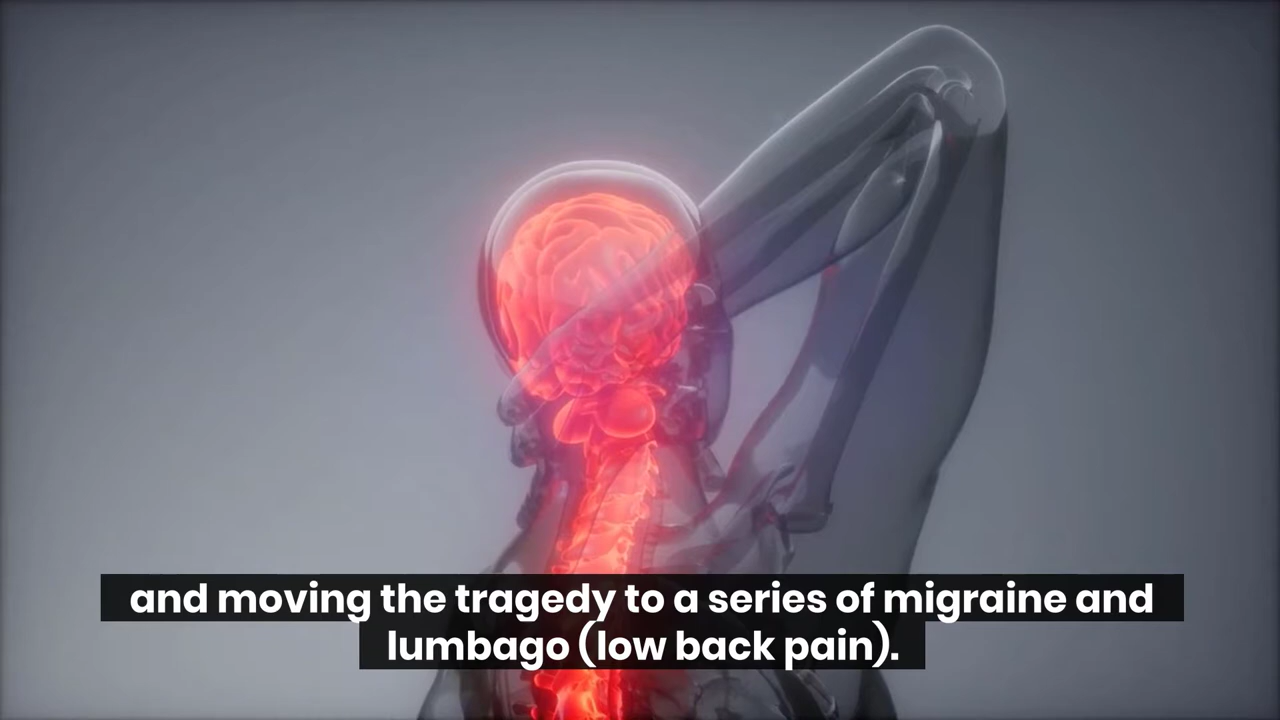 and moving the tragedy to a series of migraine and
lumbago (low back pain).